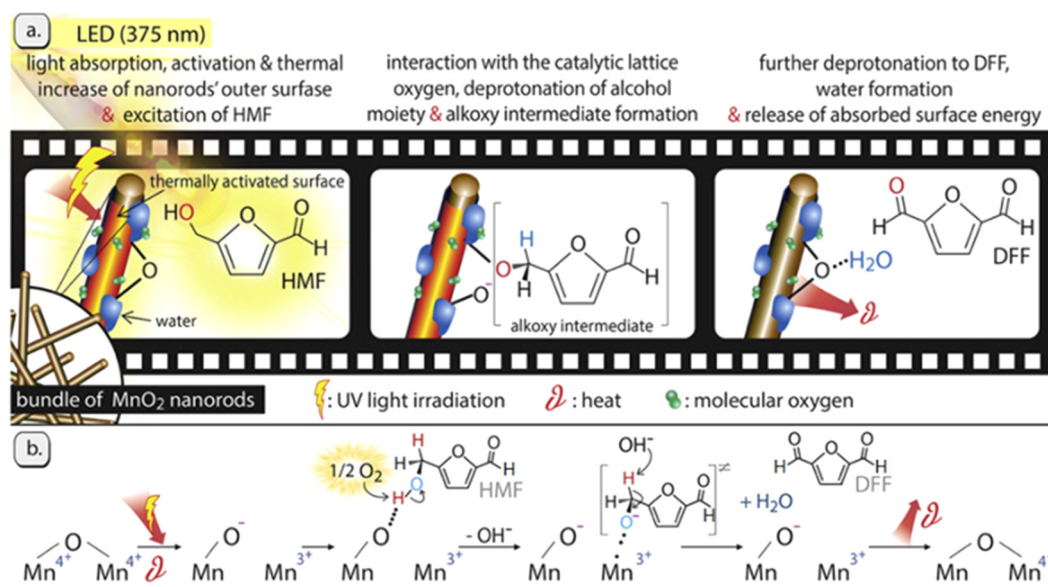 a.
LED (375 nm)
light absorption, activation & thermal
increase of nanorods' outer surfase
& excitation of HMF
interaction with the catalytic lattice
oxygen, deprotonation of alcohol
moiety & alkoxy intermediate formation
further deprotonation to DFF,
water formation
& release of absorbed surface energy
thermally activated surface
HO
O
O
H
HMF
O
water
H
O
H
O
O
H
O⁻
alkoxy intermediate
O
H
O
O
H
DFF
O
H₂O
ϑ
bundle of MnO₂ nanorods
: UV light irradiation
ϑ : heat
: molecular oxygen
b.
1/2 O₂
H
H
O
H
O
O
H
HMF
OH⁻
H
H
O⁻
O
O
H
≠
O
H
O
O
H
DFF
+ H₂O
ϑ
O
Mn⁴⁺
Mn⁴⁺
ϑ
O⁻
Mn
Mn³⁺
O
Mn
Mn³⁺
- OH⁻
O⁻
Mn
Mn³⁺
O⁻
Mn
Mn³⁺
O
Mn
Mn⁴